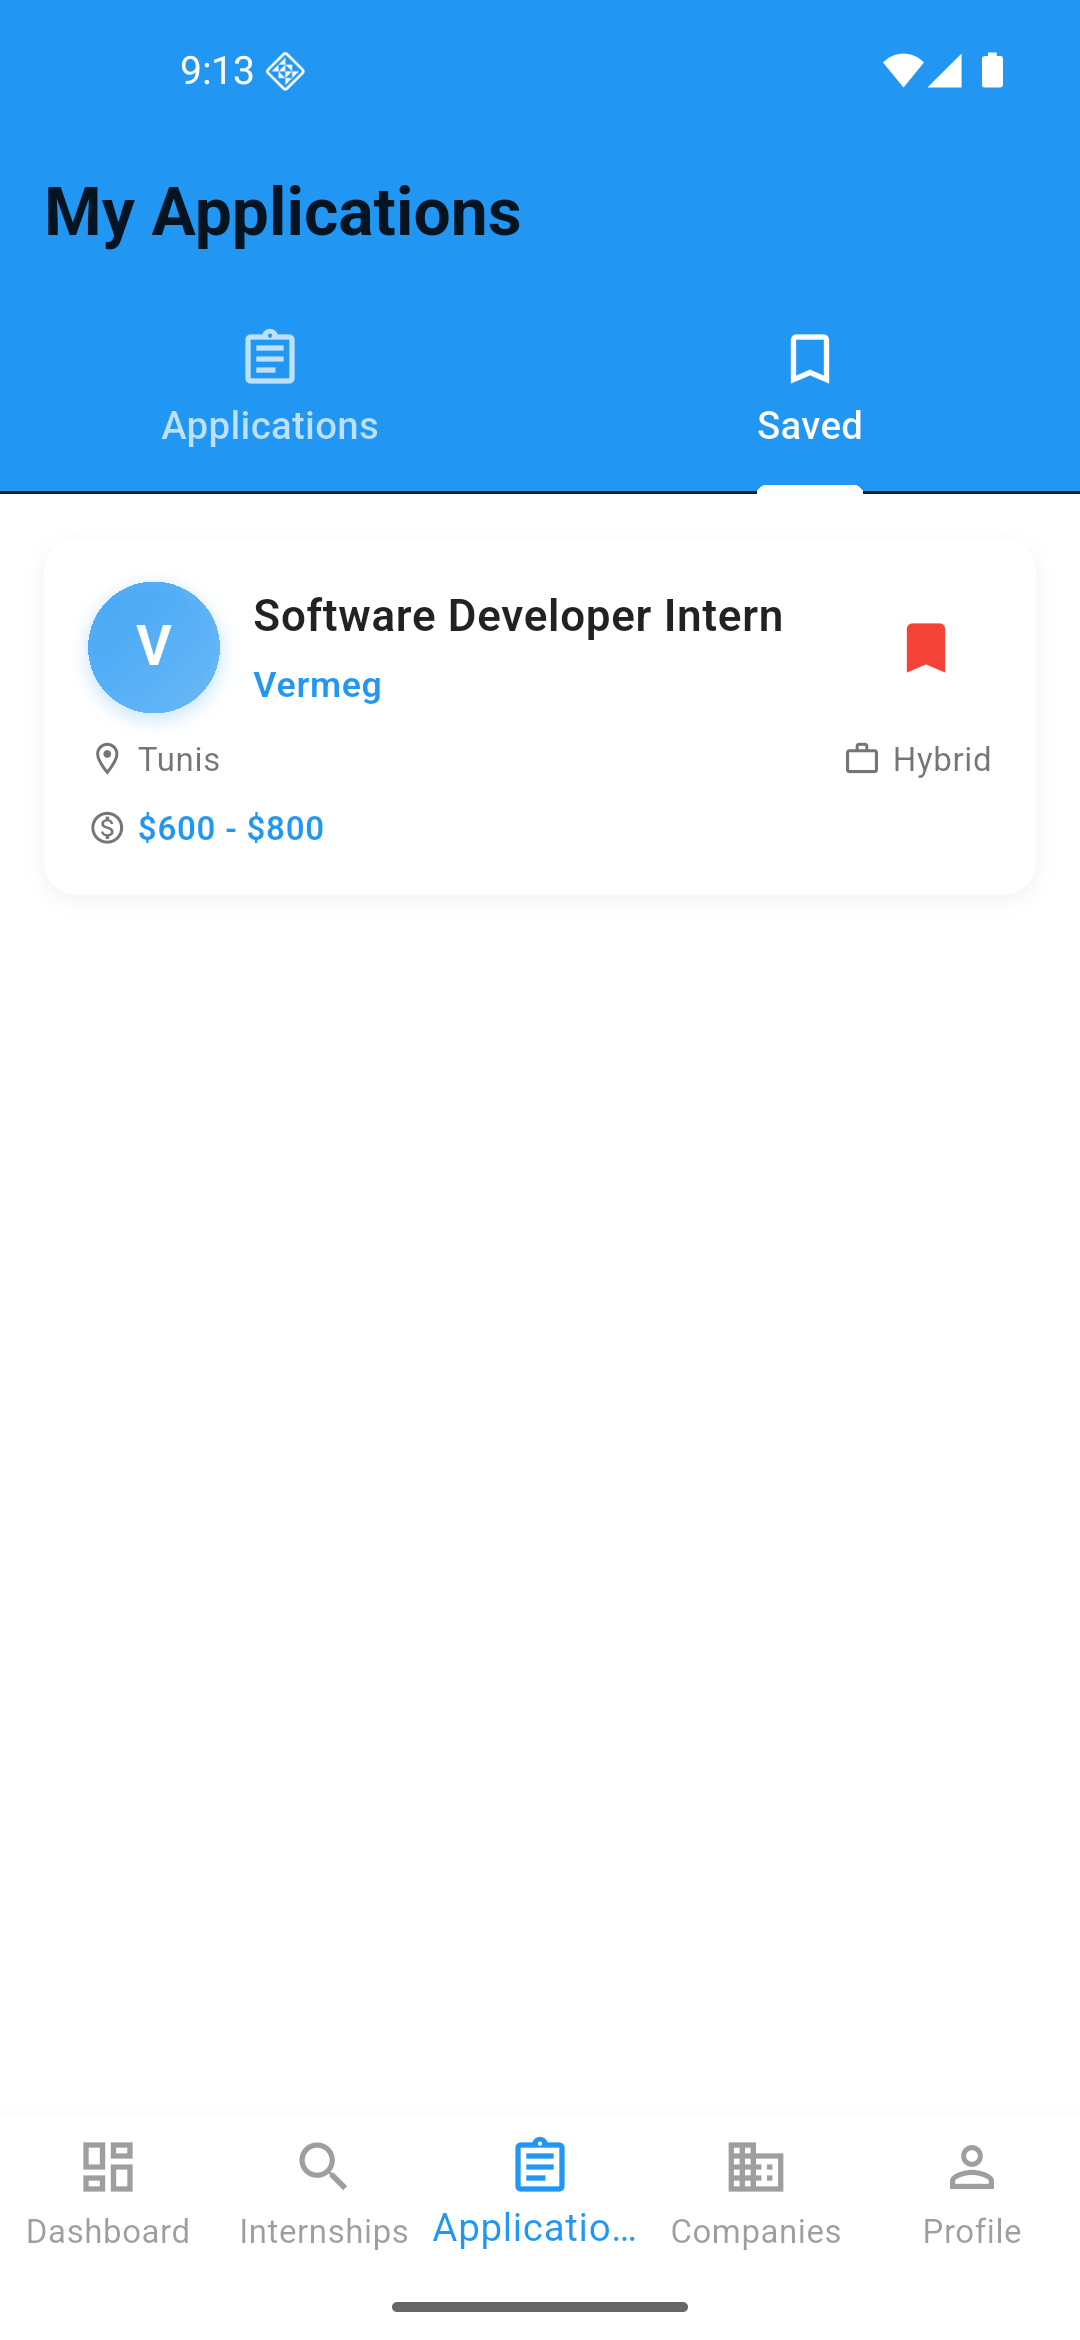 9:13
My Applications
Applications
Saved
V
Software Developer Intern
Vermeg
Tunis
Hybrid
$600 - $800
Dashboard
Internships
Applicatio...
Companies
Profile